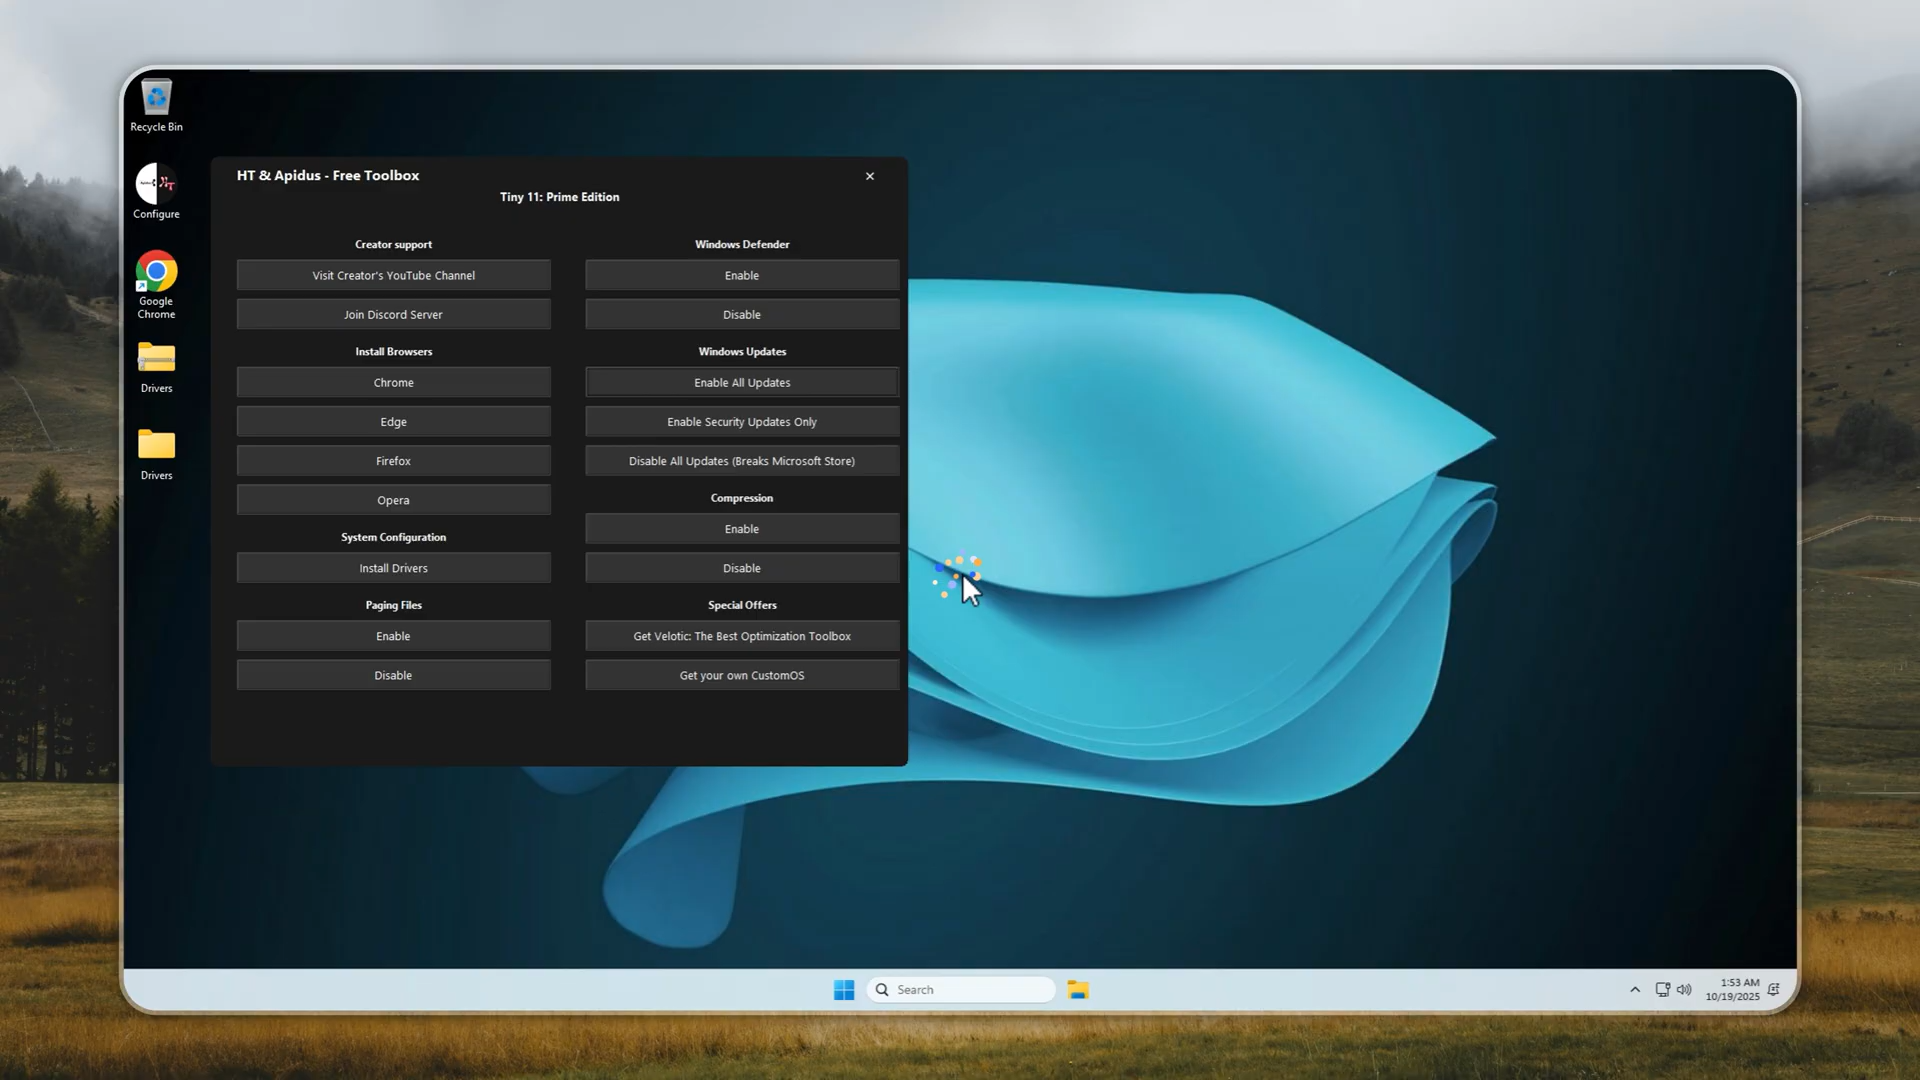 Recycle Bin
Configure
Google
Chrome
Drivers
Drivers
HT & Apidus - Free Toolbox
Tiny 11: Prime Edition
Creator support
Visit Creator's YouTube Channel
Join Discord Server
Install Browsers
Chrome
Edge
Firefox
Opera
System Configuration
Install Drivers
Paging Files
Enable
Disable
Windows Defender
Enable
Disable
Windows Updates
Enable All Updates
Enable Security Updates Only
Disable All Updates (Breaks Microsoft Store)
Compression
Enable
Disable
Special Offers
Get Velotic: The Best Optimization Toolbox
Get your own CustomOS
Search
1:53 AM
10/19/2025